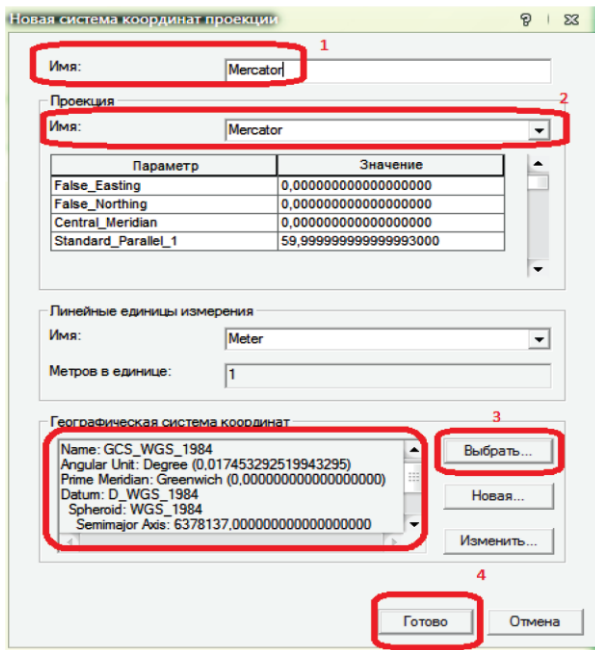 Новая система координат проекции
1
Имя: Mercator
Проекция
2
Имя: Mercator
Параметр Значение
False_Easting 0,000000000000000000
False_Northing 0,000000000000000000
Central_Meridian 0,000000000000000000
Standard_Parallel_1 59,999999999999993000
Линейные единицы измерения
Имя: Meter
Метров в единице: 1
Географическая система координат
3
Name: GCS_WGS_1984
Angular Unit: Degree (0,017453292519943295)
Prime Meridian: Greenwich (0,000000000000000000)
Datum: D_WGS_1984
Spheroid: WGS_1984
Semimajor Axis: 6378137,000000000000000000
Выбрать...
Новая...
Изменить...
4
Готово Отмена